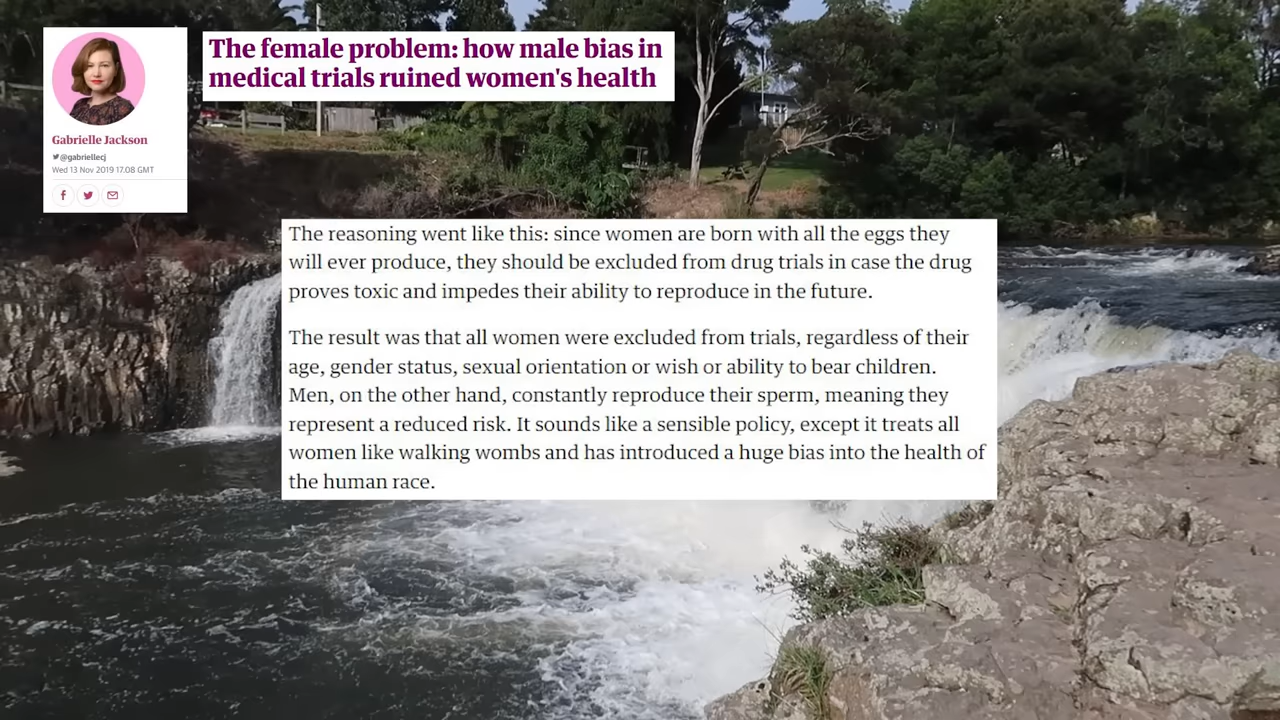 The female problem: how male bias in
medical trials ruined women's health
Gabrielle Jackson
@gabriellecj
Wed 13 Nov 2019 17.08 GMT
The reasoning went like this: since women are born with all the eggs they
will ever produce, they should be excluded from drug trials in case the drug
proves toxic and impedes their ability to reproduce in the future.
The result was that all women were excluded from trials, regardless of their
age, gender status, sexual orientation or wish or ability to bear children.
Men, on the other hand, constantly reproduce their sperm, meaning they
represent a reduced risk. It sounds like a sensible policy, except it treats all
women like walking wombs and has introduced a huge bias into the health of
the human race.